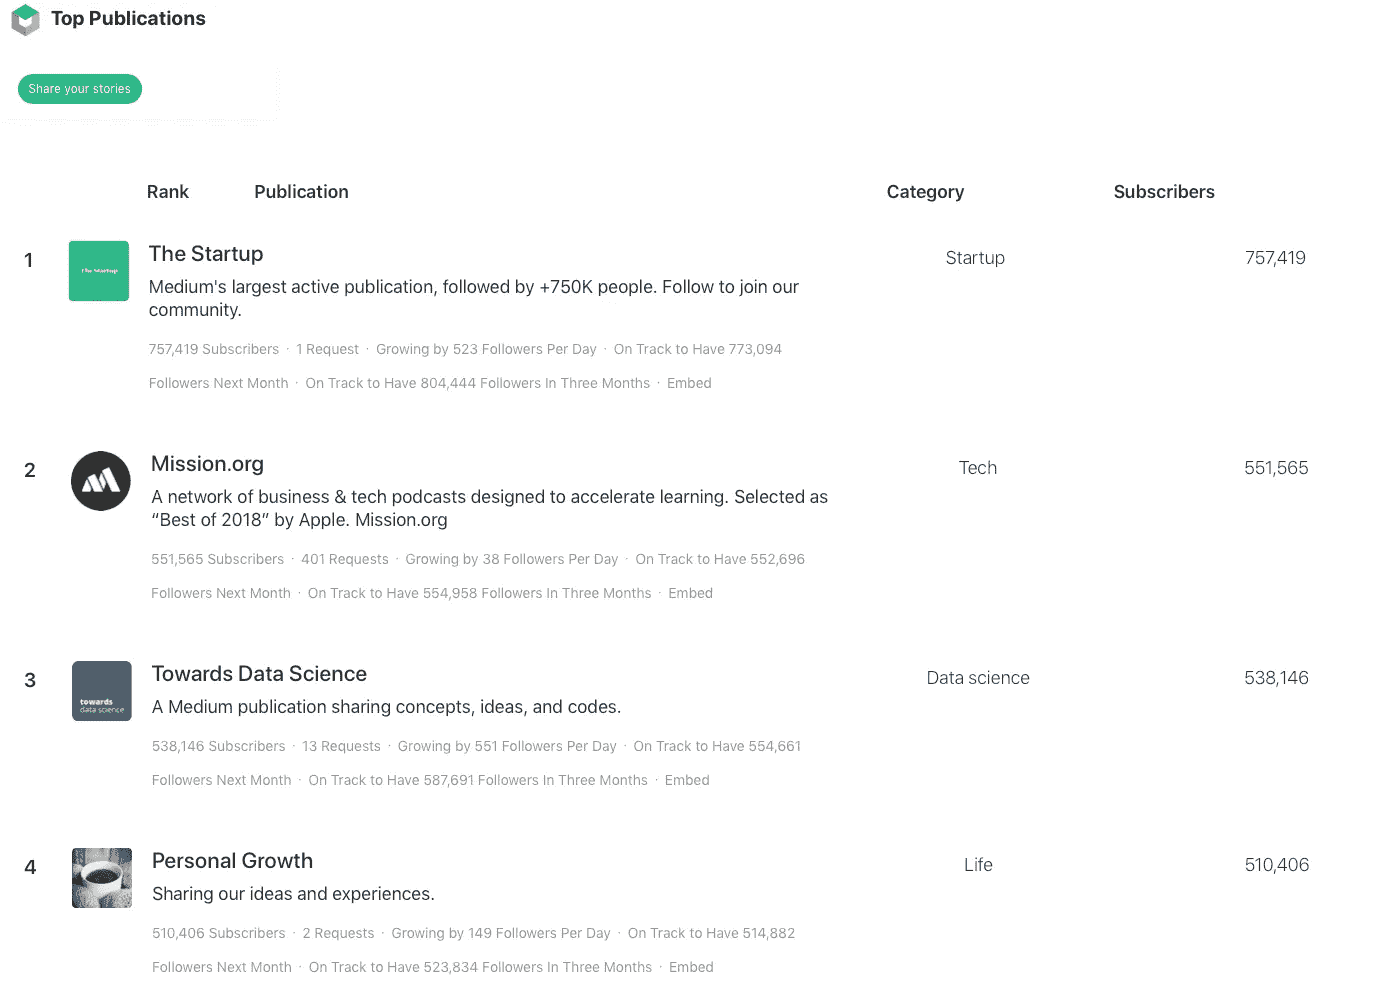 Top Publications
Share your stories
Rank Publication Category Subscribers
1 The Startup Startup 757,419
The Startup
Medium's largest active publication, followed by +750K people. Follow to join our
community.
757,419 Subscribers · 1 Request · Growing by 523 Followers Per Day · On Track to Have 773,094
Followers Next Month · On Track to Have 804,444 Followers In Three Months · Embed
2 Mission.org Tech 551,565
A network of business & tech podcasts designed to accelerate learning. Selected as
“Best of 2018” by Apple. Mission.org
551,565 Subscribers · 401 Requests · Growing by 38 Followers Per Day · On Track to Have 552,696
Followers Next Month · On Track to Have 554,958 Followers In Three Months · Embed
3 Towards Data Science Data science 538,146
towards
data science
A Medium publication sharing concepts, ideas, and codes.
538,146 Subscribers · 13 Requests · Growing by 551 Followers Per Day · On Track to Have 554,661
Followers Next Month · On Track to Have 587,691 Followers In Three Months · Embed
4 Personal Growth Life 510,406
Sharing our ideas and experiences.
510,406 Subscribers · 2 Requests · Growing by 149 Followers Per Day · On Track to Have 514,882
Followers Next Month · On Track to Have 523,834 Followers In Three Months · Embed